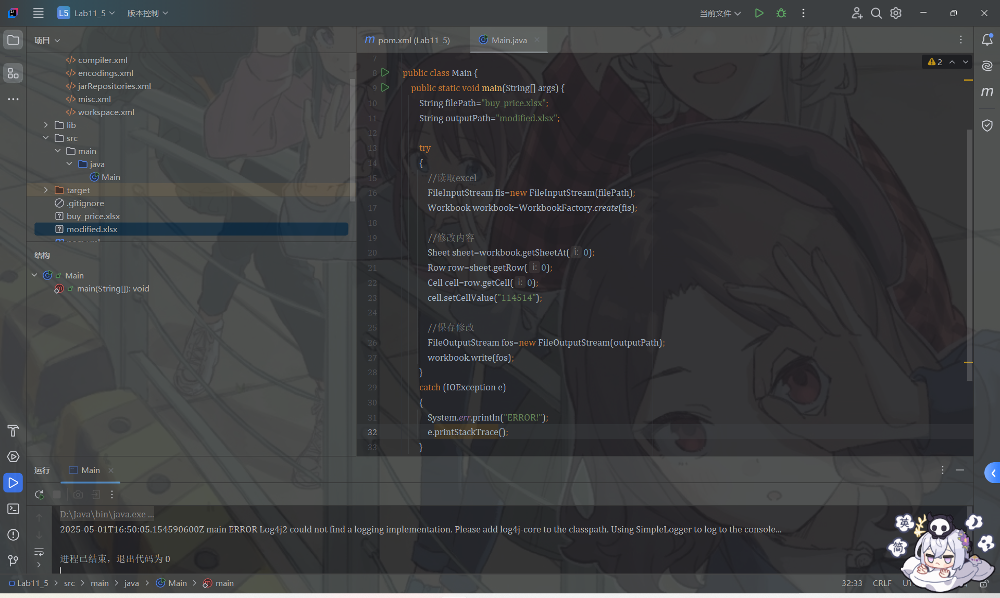 L5 Lab11_5 版本控制 当前文件
项目
compiler.xml
encodings.xml
jarRepositories.xml
misc.xml
workspace.xml
lib
src
main
java
Main
target
.gitignore
buy_price.xlsx
modified.xlsx
结构
Main
main(String[]): void
pom.xml (Lab11_5) Main.java
2
7
8 public class Main {
9 public static void main(String[] args) {
10 String filePath="buy_price.xlsx";
11 String outputPath="modified.xlsx";
12
13 try
14 {
15 //读取excel
16 FileInputStream fis=new FileInputStream(filePath);
17 Workbook workbook=WorkbookFactory.create(fis);
18
19 //修改内容
20 Sheet sheet=workbook.getSheetAt( i: 0);
21 Row row=sheet.getRow( i: 0);
22 Cell cell=row.getCell( i: 0);
23 cell.setCellValue("114514");
24
25 //保存修改
26 FileOutputStream fos=new FileOutputStream(outputPath);
27 workbook.write(fos);
28 }
29 catch (IOException e)
30 {
31 System.err.println("ERROR!");
32 e.printStackTrace();
33 }
运行 Main
D:\Java\bin\java.exe ...
2025-05-01T16:50:05.154590600Z main ERROR Log4j2 could not find a logging implementation. Please add log4j-core to the classpath. Using SimpleLogger to log to the console...
进程已结束，退出代码为 0
英
简
Lab11_5 > src > main > java > Main > main 32:33 CRLF